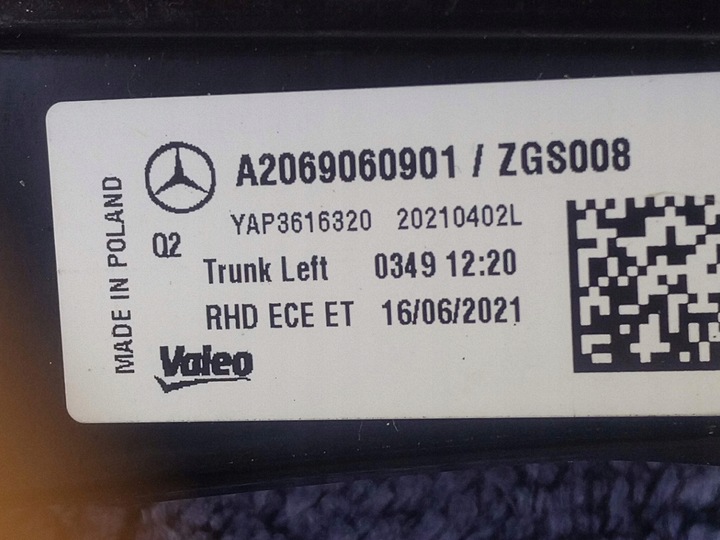 A2069060901 / ZGS008
YAP3616320 20210402L
Q2
Trunk Left 0349 12:20
RHD ECE ET 16/06/2021
Valeo
MADE IN POLAND